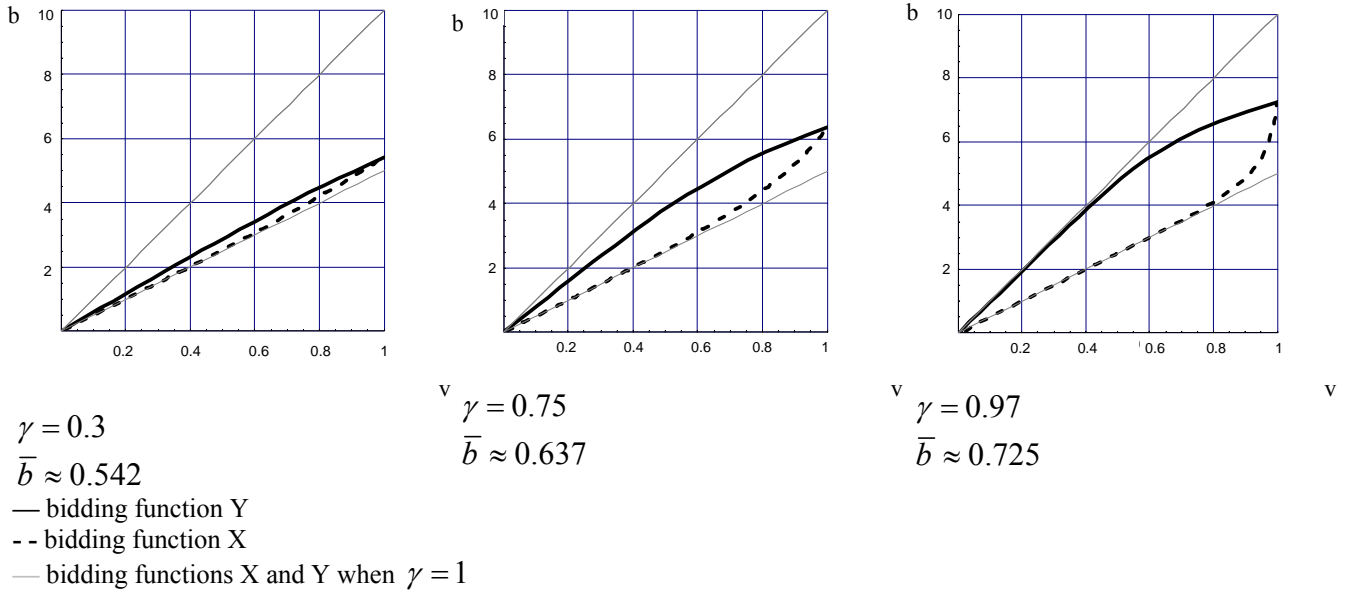 b
10
8
6
4
2
0.2 0.4 0.6 0.8 1
v
γ = 0.3
b̅ ≈ 0.542
b
10
8
6
4
2
0.2 0.4 0.6 0.8 1
v
γ = 0.75
b̅ ≈ 0.637
b
10
8
6
4
2
0.2 0.4 0.6 0.8 1
v
γ = 0.97
b̅ ≈ 0.725
— bidding function Y
- - bidding function X
— bidding functions X and Y when γ = 1